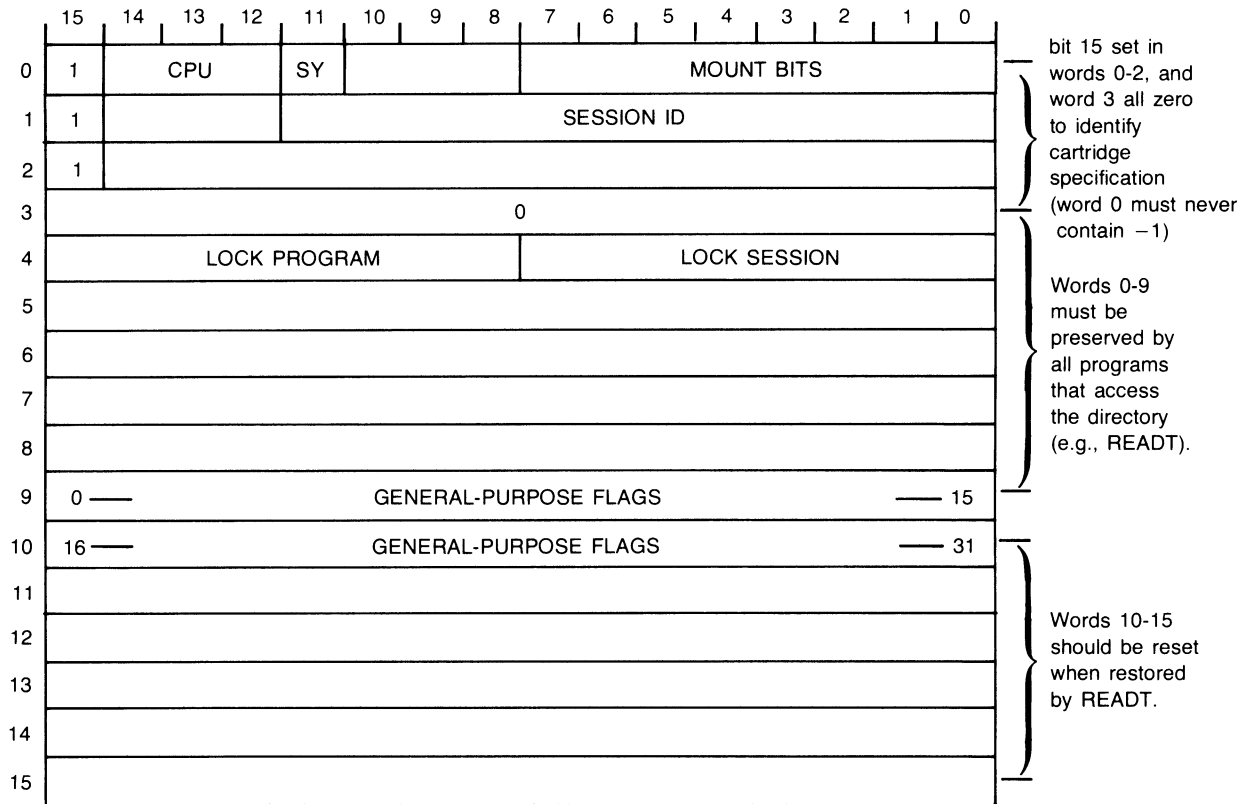 15 14 13 12 11 10 9 8 7 6 5 4 3 2 1 0
0 1 CPU SY MOUNT BITS
1 1 SESSION ID
2 1
3 0
4 LOCK PROGRAM LOCK SESSION
5
6
7
8
9 0 GENERAL-PURPOSE FLAGS 15
10 16 GENERAL-PURPOSE FLAGS 31
11
12
13
14
15
bit 15 set in
words 0-2, and
word 3 all zero
to identify
cartridge
specification
(word 0 must never
contain −1)
Words 0-9
must be
preserved by
all programs
that access
the directory
(e.g., READT).
Words 10-15
should be reset
when restored
by READT.